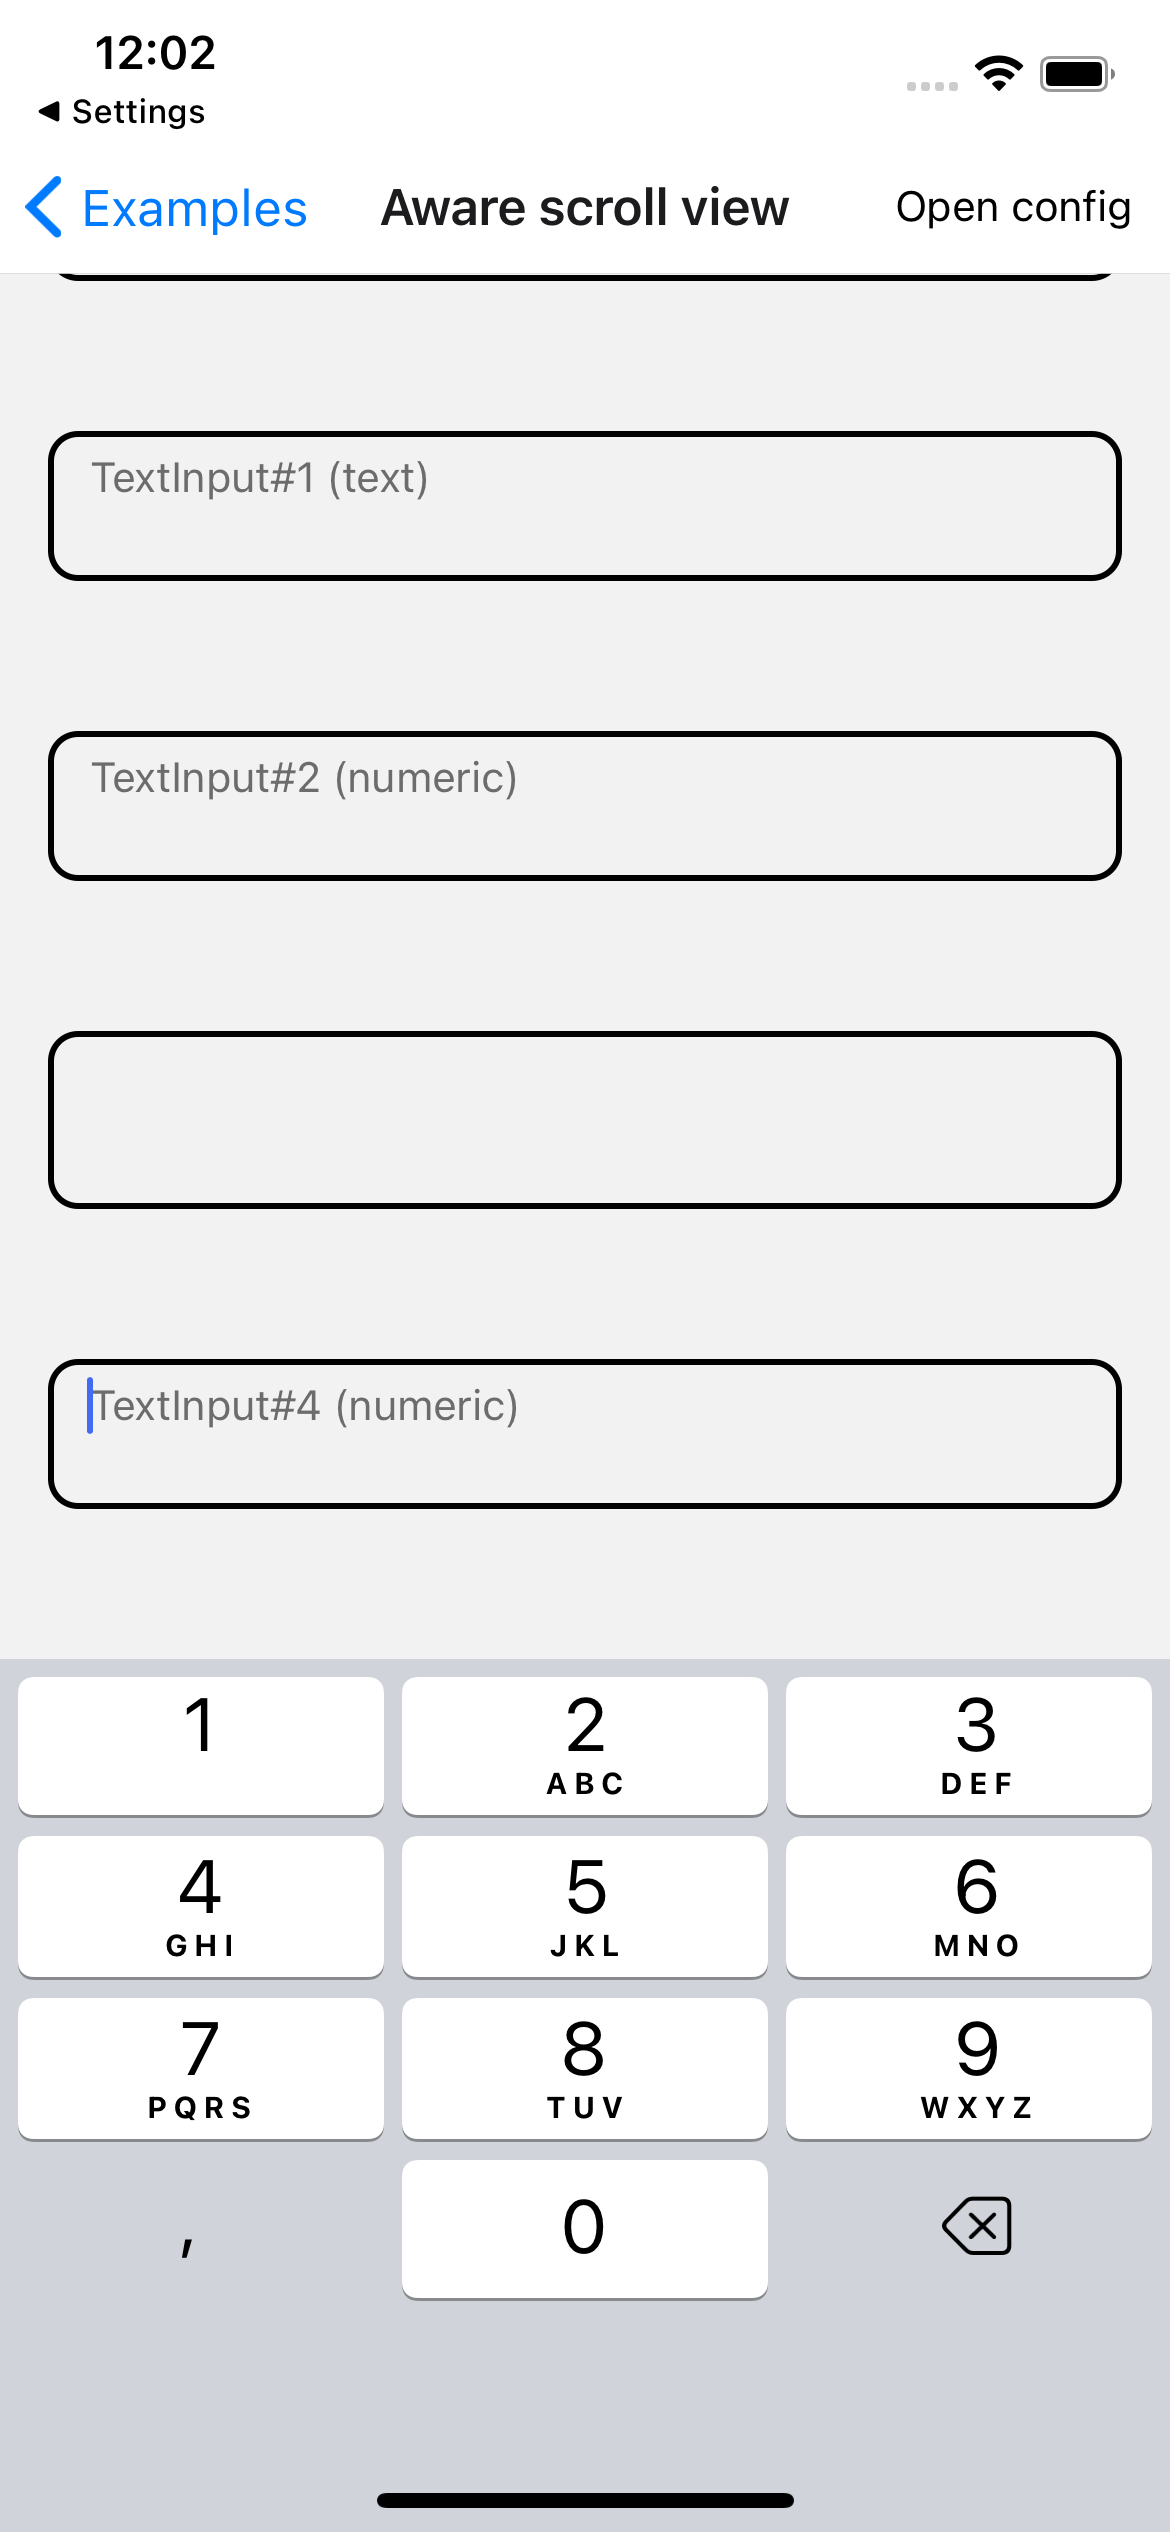 12:02
Settings
Examples
Aware scroll view
Open config
TextInput#1 (text)
TextInput#2 (numeric)
TextInput#4 (numeric)
1
2
3
ABC
DEF
4
5
6
GHI
JKL
MNO
7
8
9
PQRS
TUV
WXYZ
,
0